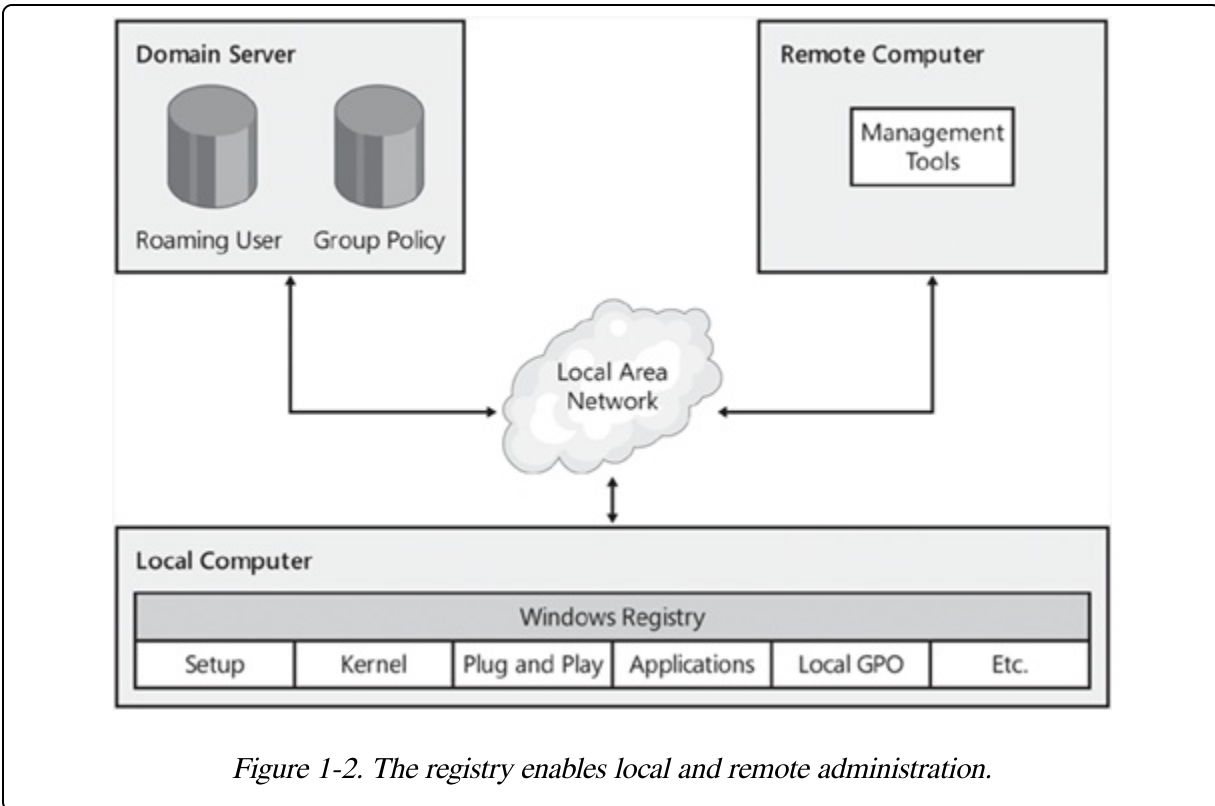 Domain Server
Roaming User
Group Policy
Remote Computer
Management
Tools
Local Area
Network
Local Computer
Windows Registry
Setup
Kernel
Plug and Play
Applications
Local GPO
Etc.
Figure 1-2. The registry enables local and remote administration.